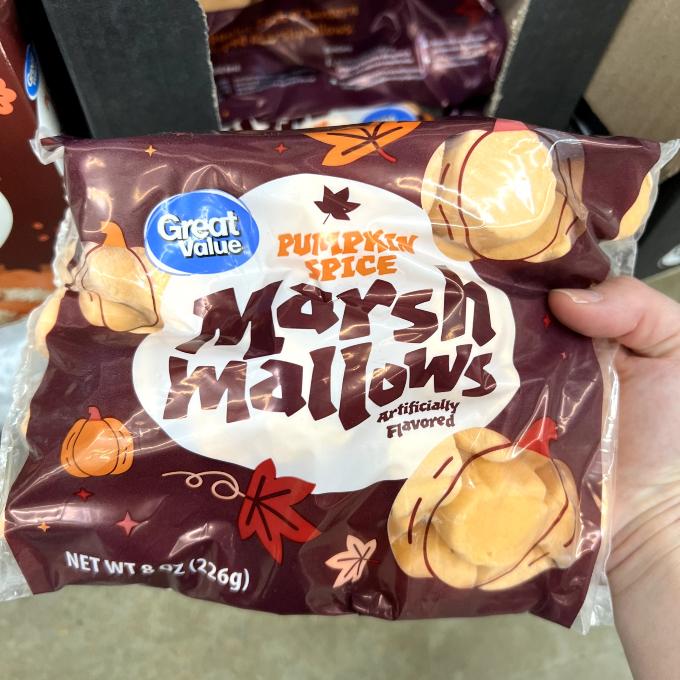 Great
Value
PUMPKIN
SPICE
Marsh
Mallows
Artificially
Flavored
NET WT 8 OZ (226g)